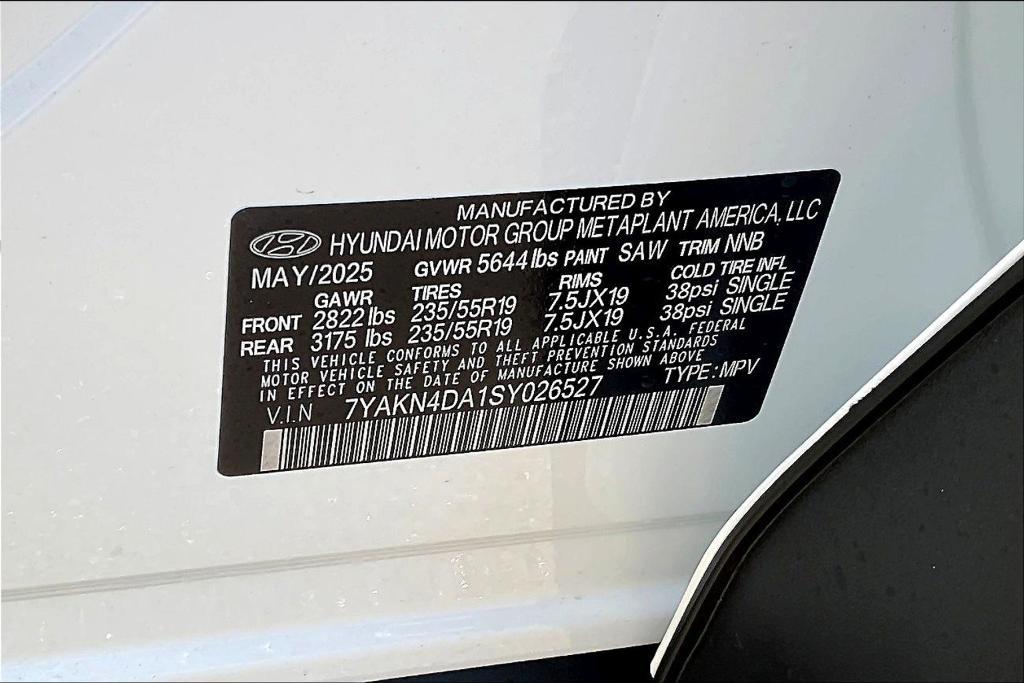 MANUFACTURED BY
HYUNDAI MOTOR GROUP METAPLANT AMERICA, LLC
MAY/2025 GVWR 5644 lbs PAINT SAW TRIM NNB
GAWR TIRES RIMS COLD TIRE INFL
FRONT 2822 lbs 235/55R19 7.5JX19 38psi SINGLE
REAR 3175 lbs 235/55R19 7.5JX19 38psi SINGLE
THIS VEHICLE CONFORMS TO ALL APPLICABLE U.S.A. FEDERAL
MOTOR VEHICLE SAFETY AND THEFT PREVENTION STANDARDS
IN EFFECT ON THE DATE OF MANUFACTURE SHOWN ABOVE
V.I.N 7YAKN4DA1SY026527 TYPE: MPV